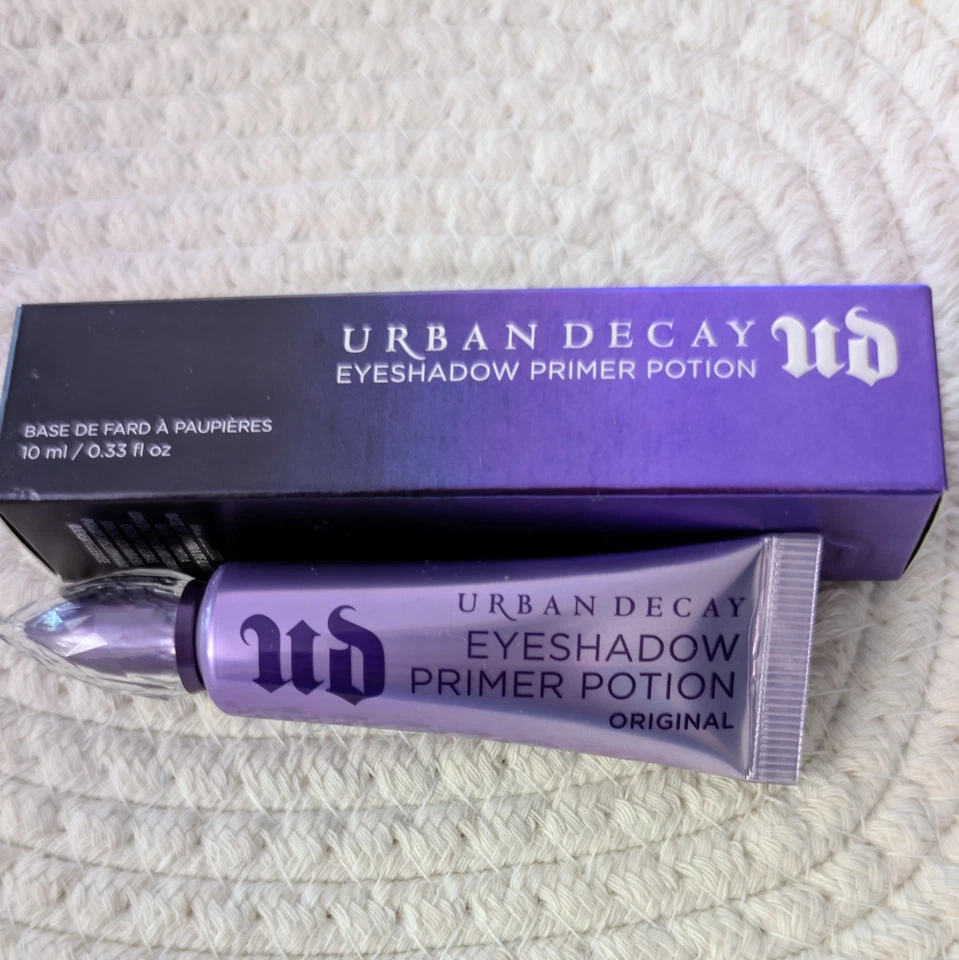 URBAN DECAY
EYESHADOW PRIMER POTION
UD
BASE DE FARD À PAUPIÈRES
10 ml / 0.33 fl oz
UD
URBAN DECAY
EYESHADOW
PRIMER POTION
ORIGINAL